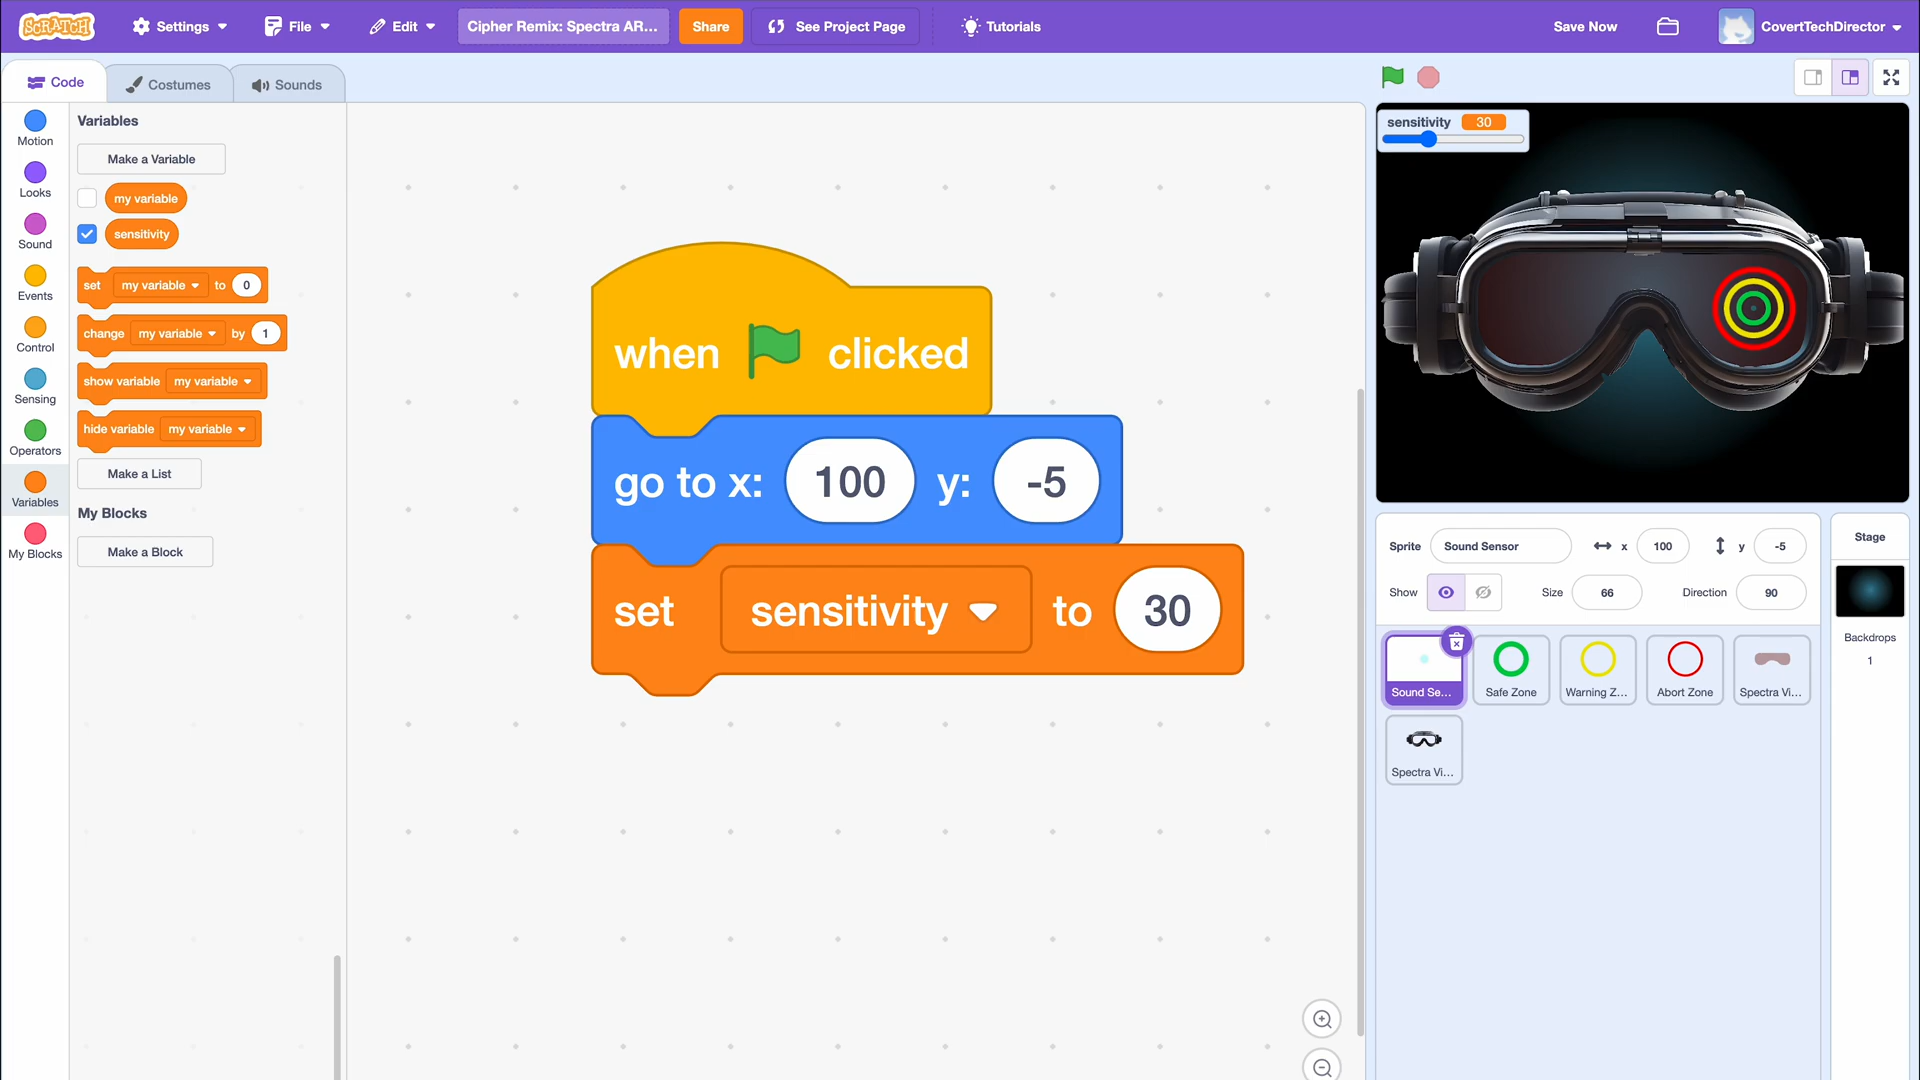 SCRATCH
Settings
File
Edit
Cipher Remix: Spectra AR...
Share
See Project Page
Tutorials
Save Now
CovertTechDirector
Code
Costumes
Sounds
Motion
Looks
Sound
Events
Control
Sensing
Operators
Variables
My Blocks
Variables
Make a Variable
my variable
sensitivity
set my variable to 0
change my variable by 1
show variable my variable
hide variable my variable
Make a List
My Blocks
Make a Block
when clicked
go to x: 100 y: -5
set sensitivity to 30
sensitivity 30
Sprite Sound Sensor x 100 y -5
Show Size 66 Direction 90
Sound Se...
Safe Zone
Warning Z...
Abort Zone
Spectra Vi...
Spectra Vi...
Stage
Backdrops
1